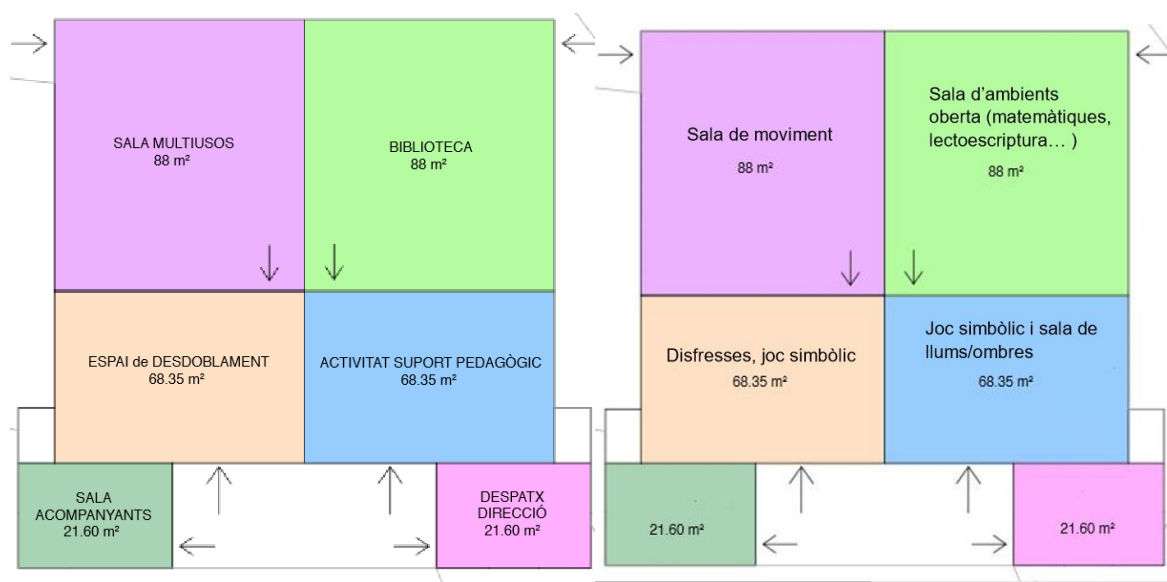 SALA MULTIUSOS
88 m²
BIBLIOTECA
88 m²
ESPAI de DESDOBLAMENT
68.35 m²
ACTIVITAT SUPORT PEDAGÒGIC
68.35 m²
SALA
ACOMPANYANTS
21.60 m²
DESPATX
DIRECCIÓ
21.60 m²
Sala de moviment
88 m²
Sala d'ambients
oberta (matemàtiques,
lectoescriptura… )
88 m²
Disfresses, joc simbòlic
68.35 m²
Joc simbòlic i sala de
llums/ombres
68.35 m²
21.60 m²
21.60 m²